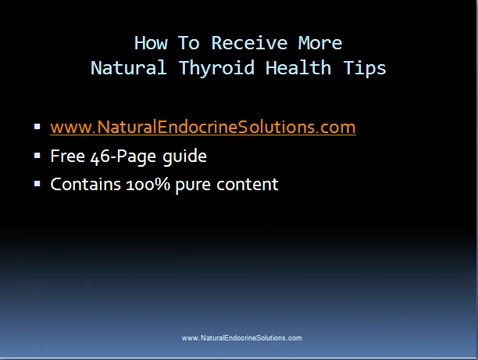 How To Receive More
Natural Thyroid Health Tips
▪ www.NaturalEndocrineSolutions.com
▪ Free 46-Page guide
▪ Contains 100% pure content
www.NaturalEndocrineSolutions.com